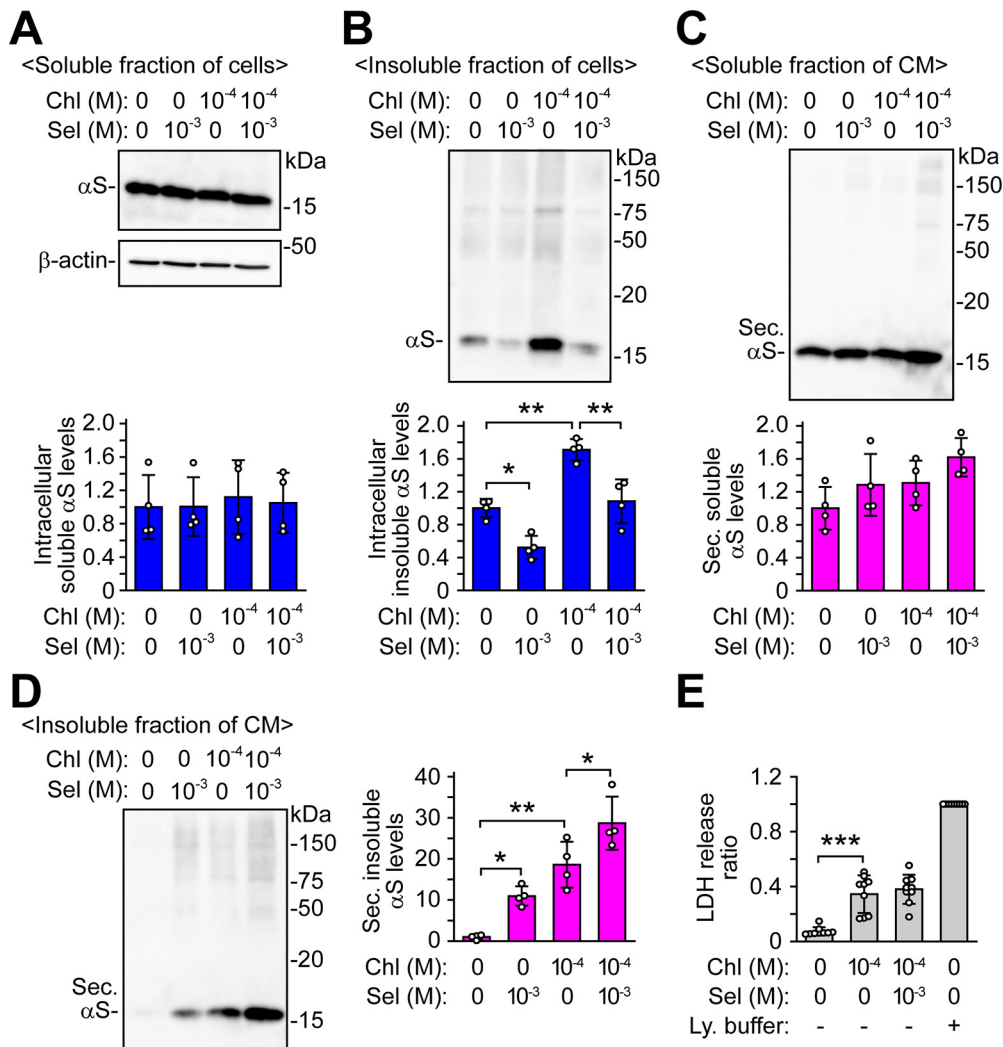 A
<Soluble fraction of cells>
Chl (M): 0 0 10⁻⁴ 10⁻⁴
Sel (M): 0 10⁻³ 0 10⁻³
kDa
αS-
-15
-50
β-actin-
Intracellular
soluble αS levels
2.0
1.6
1.2
0.8
0.4
0
Chl (M): 0 0 10⁻⁴ 10⁻⁴
Sel (M): 0 10⁻³ 0 10⁻³
B
<Insoluble fraction of cells>
Chl (M): 0 0 10⁻⁴ 10⁻⁴
Sel (M): 0 10⁻³ 0 10⁻³
kDa
-150
-75
-50
-20
αS-
-15
Intracellular
insoluble αS levels
2.0
1.6
1.2
0.8
0.4
0
** **
*
Chl (M): 0 0 10⁻⁴ 10⁻⁴
Sel (M): 0 10⁻³ 0 10⁻³
C
<Soluble fraction of CM>
Chl (M): 0 0 10⁻⁴ 10⁻⁴
Sel (M): 0 10⁻³ 0 10⁻³
kDa
-150
-75
-50
-20
Sec.
αS-
-15
Sec. soluble
αS levels
2.0
1.6
1.2
0.8
0.4
0
Chl (M): 0 0 10⁻⁴ 10⁻⁴
Sel (M): 0 10⁻³ 0 10⁻³
D
<Insoluble fraction of CM>
Chl (M): 0 0 10⁻⁴ 10⁻⁴
Sel (M): 0 10⁻³ 0 10⁻³
kDa
-150
-75
-50
-20
Sec.
αS-
-15
Sec. insoluble
αS levels
40
30
20
10
0
*
**
*
Chl (M): 0 0 10⁻⁴ 10⁻⁴
Sel (M): 0 10⁻³ 0 10⁻³
E
LDH release
ratio
1.2
0.8
0.4
0
***
Chl (M): 0 10⁻⁴ 10⁻⁴ 0
Sel (M): 0 0 10⁻³ 0
Ly. buffer: - - - +